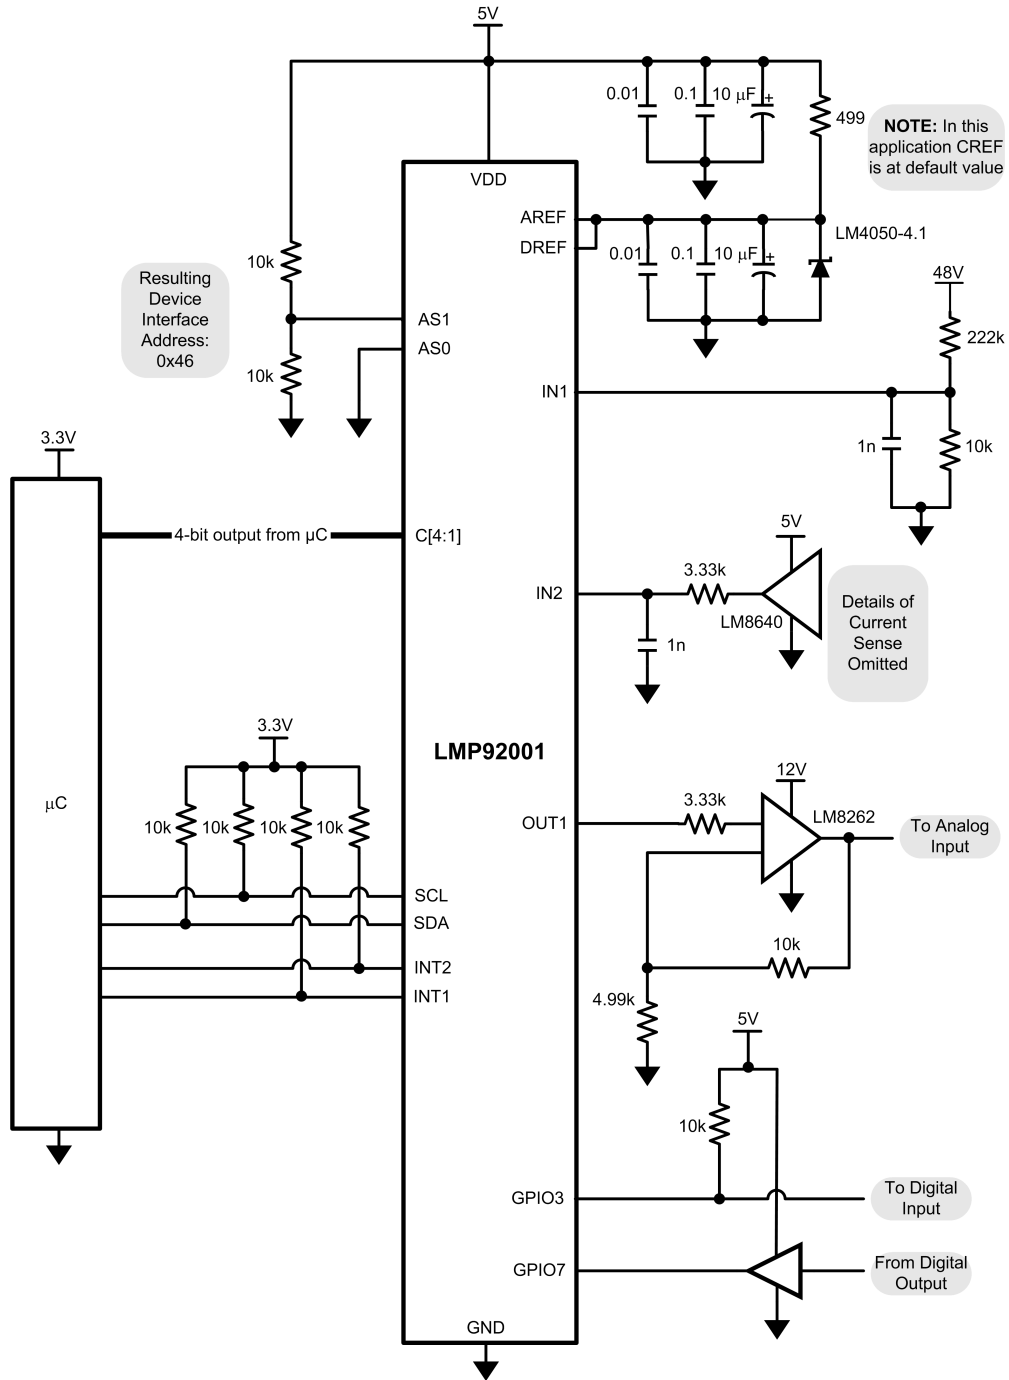 5V
0.01
0.1
10 μF
+
499
NOTE: In this
application CREF
is at default value
VDD
AREF
DREF
0.01
0.1
10 μF
+
LM4050-4.1
10k
Resulting
Device
Interface
Address:
0x46
AS1
AS0
10k
48V
222k
IN1
1n
10k
3.3V
4-bit output from µC
C[4:1]
5V
3.33k
IN2
LM8640
1n
Details of
Current
Sense
Omitted
3.3V
LMP92001
µC
10k
10k
10k
10k
12V
3.33k
LM8262
OUT1
To Analog
Input
SCL
SDA
INT2
INT1
10k
4.99k
5V
10k
GPIO3
To Digital
Input
GPIO7
From Digital
Output
GND